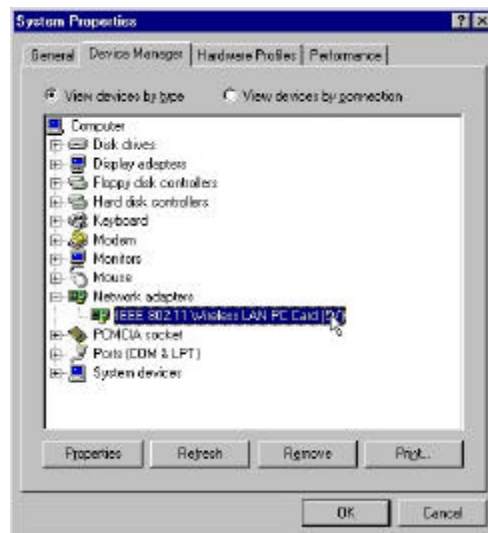 System Properties
General Device Manager Hardware Profiles Performance
View devices by type View devices by connection
Computer
Disk drives
Display adapters
Floppy disk controllers
Hard disk controllers
Keyboard
Modem
Monitors
Mouse
Network adapters
IEEE 802.11 Wireless LAN PC Card
PCMCIA socket
Ports (COM & LPT)
System devices
Properties Refresh Remove Print...
OK Cancel